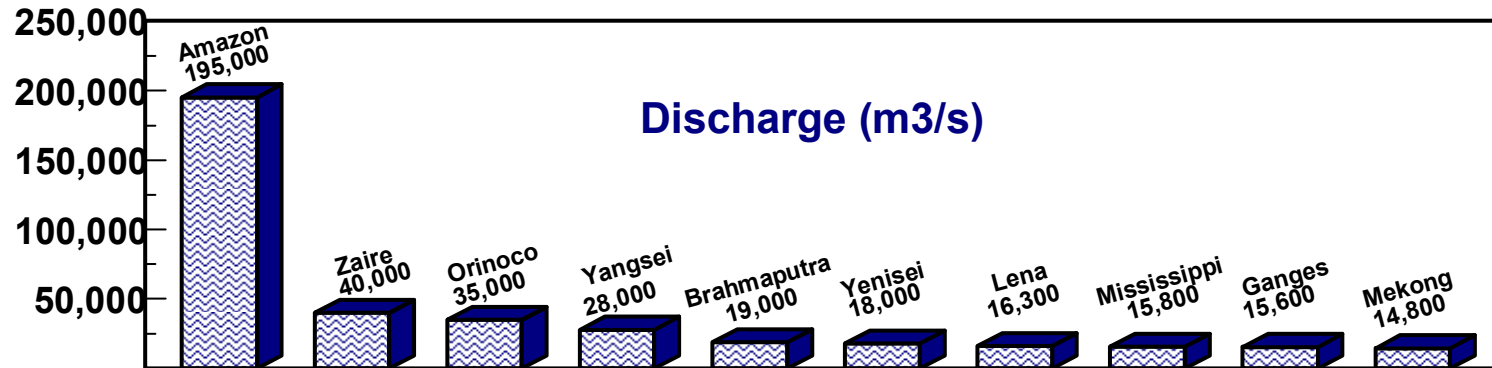 250,000
200,000
150,000
100,000
50,000
Discharge (m3/s)
Amazon
195,000
Zaire
40,000
Orinoco
35,000
Yangsei
28,000
Brahmaputra
19,000
Yenisei
18,000
Lena
16,300
Mississippi
15,800
Ganges
15,600
Mekong
14,800